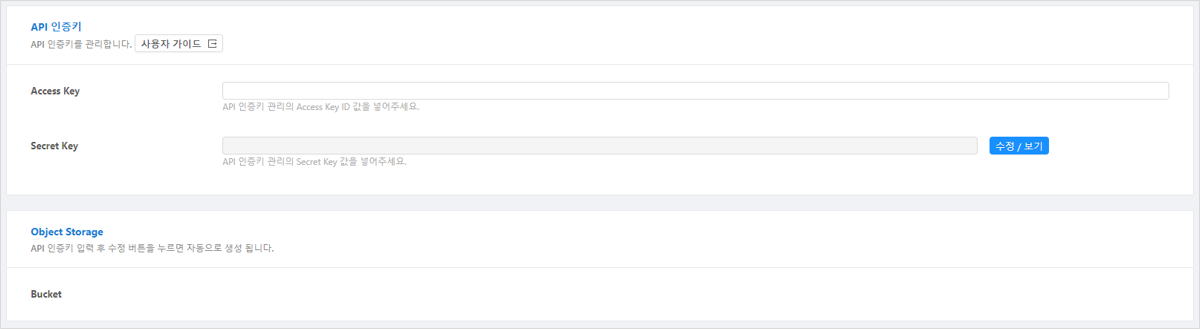 API 인증키
API 인증키를 관리합니다. 사용자 가이드
Access Key
API 인증키 관리의 Access Key ID 값을 넣어주세요.
Secret Key
수정 / 보기
API 인증키 관리의 Secret Key 값을 넣어주세요.
Object Storage
API 인증키 입력 후 수정 버튼을 누르면 자동으로 생성 됩니다.
Bucket